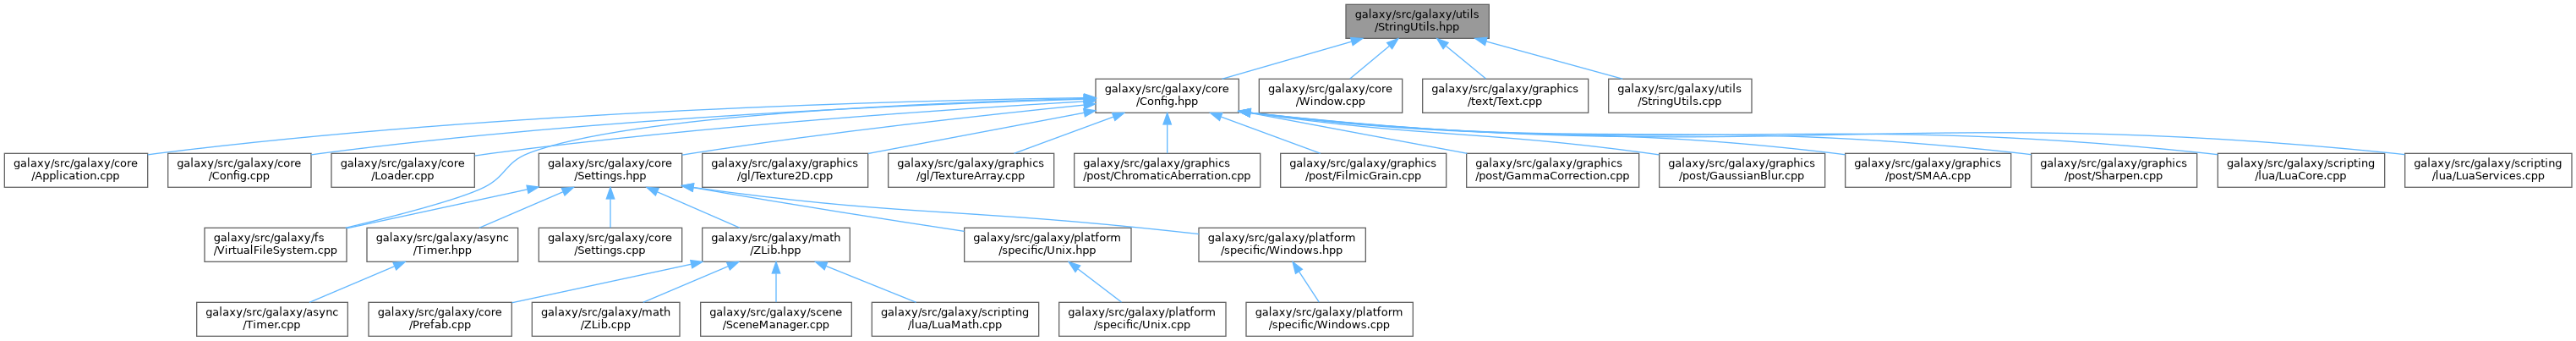 galaxy/src/galaxy/utils
/StringUtils.hpp
galaxy/src/galaxy/core
/Config.hpp
galaxy/src/galaxy/core
/Window.cpp
galaxy/src/galaxy/graphics
/text/Text.cpp
galaxy/src/galaxy/utils
/StringUtils.cpp
galaxy/src/galaxy/core
/Application.cpp
galaxy/src/galaxy/core
/Config.cpp
galaxy/src/galaxy/core
/Loader.cpp
galaxy/src/galaxy/core
/Settings.hpp
galaxy/src/galaxy/graphics
/gl/Texture2D.cpp
galaxy/src/galaxy/graphics
/gl/TextureArray.cpp
galaxy/src/galaxy/graphics
/post/ChromaticAberration.cpp
galaxy/src/galaxy/graphics
/post/FilmicGrain.cpp
galaxy/src/galaxy/graphics
/post/GammaCorrection.cpp
galaxy/src/galaxy/graphics
/post/GaussianBlur.cpp
galaxy/src/galaxy/graphics
/post/SMAA.cpp
galaxy/src/galaxy/graphics
/post/Sharpen.cpp
galaxy/src/galaxy/scripting
/lua/LuaCore.cpp
galaxy/src/galaxy/scripting
/lua/LuaServices.cpp
galaxy/src/galaxy/fs
/VirtualFileSystem.cpp
galaxy/src/galaxy/async
/Timer.hpp
galaxy/src/galaxy/core
/Settings.cpp
galaxy/src/galaxy/math
/ZLib.hpp
galaxy/src/galaxy/platform
/specific/Unix.hpp
galaxy/src/galaxy/platform
/specific/Windows.hpp
galaxy/src/galaxy/async
/Timer.cpp
galaxy/src/galaxy/core
/Prefab.cpp
galaxy/src/galaxy/math
/ZLib.cpp
galaxy/src/galaxy/scene
/SceneManager.cpp
galaxy/src/galaxy/scripting
/lua/LuaMath.cpp
galaxy/src/galaxy/platform
/specific/Unix.cpp
galaxy/src/galaxy/platform
/specific/Windows.cpp